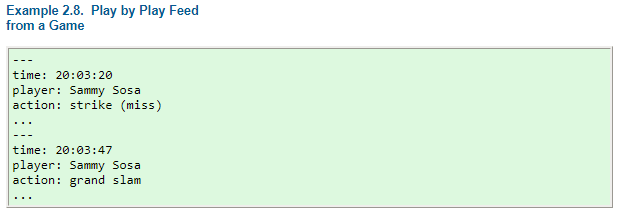 Example 2.8.  Play by Play Feed
from a Game
---
time: 20:03:20
player: Sammy Sosa
action: strike (miss)
...
---
time: 20:03:47
player: Sammy Sosa
action: grand slam
...